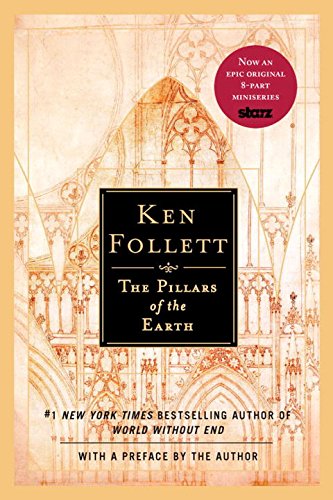 NOW AN
EPIC ORIGINAL
8-PART
MINISERIES
starz
KEN
FOLLETT
THE PILLARS
of the
EARTH
#1 NEW YORK TIMES BESTSELLING AUTHOR OF
WORLD WITHOUT END
WITH A PREFACE BY THE AUTHOR